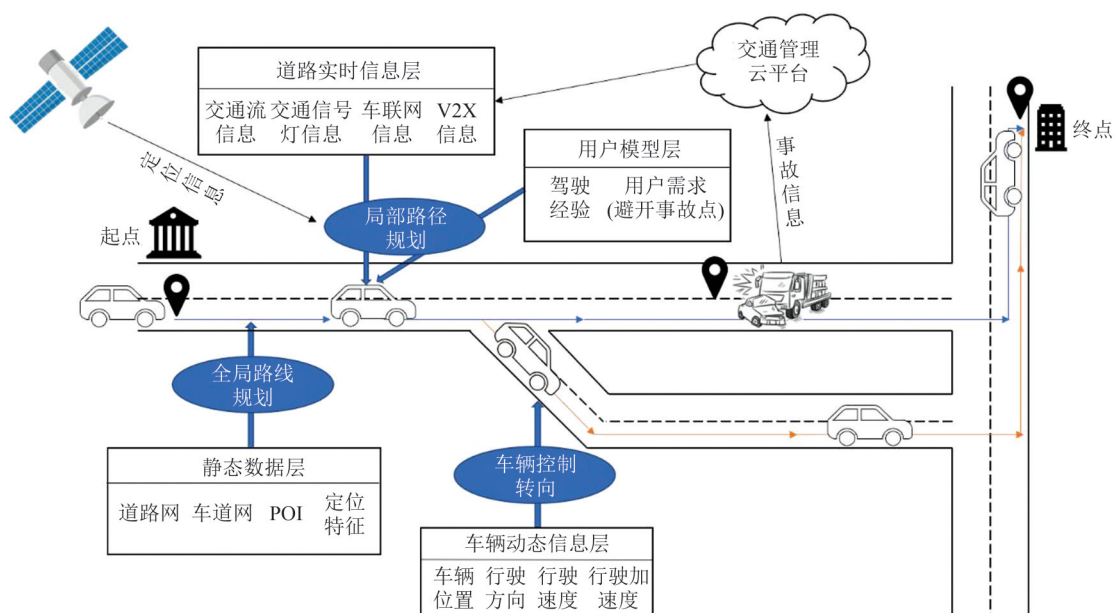 道路实时信息层
交通流 交通信号 车联网 V2X
信息 灯信息 信息 信息
交通管理
云平台
终点
事故信息
定位信息
用户模型层
驾驶 用户需求
经验 (避开事故点)
局部路径
规划
起点
全局路线
规划
静态数据层
道路网 车道网 POI 定位
特征
车辆控制
转向
车辆动态信息层
车辆 行驶 行驶 行驶加
位置 方向 速度 速度